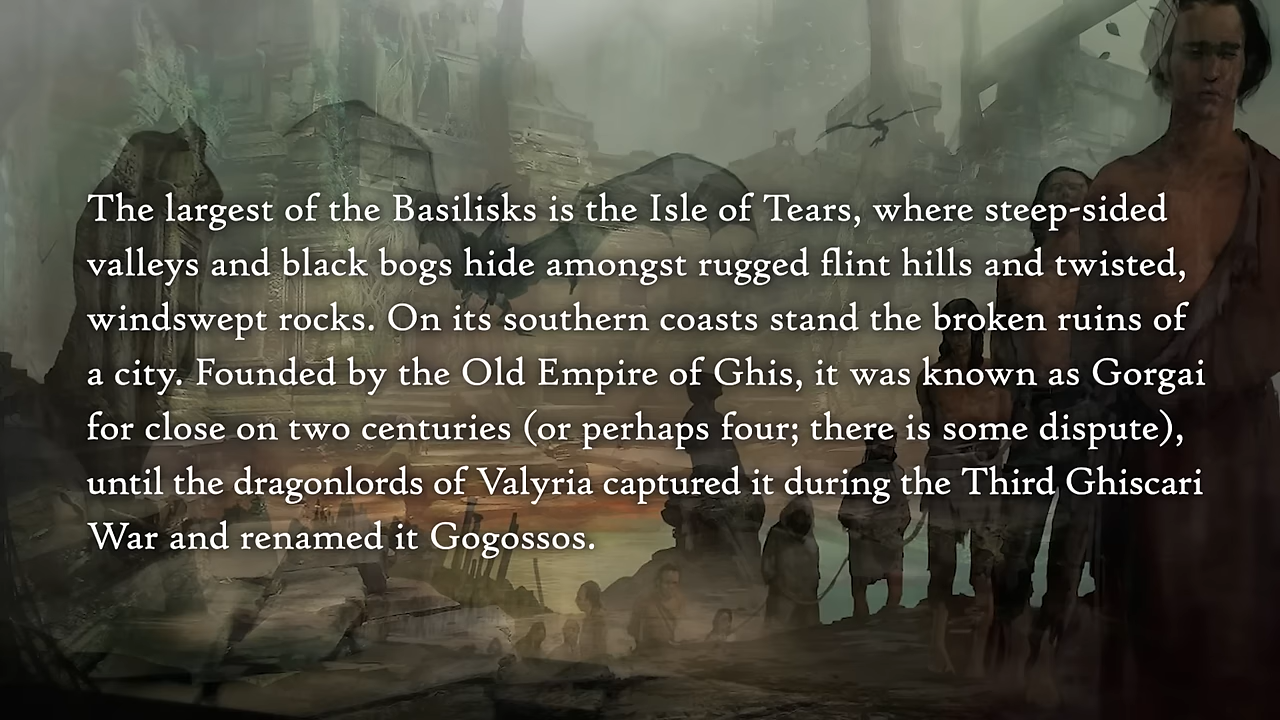 The largest of the Basilisks is the Isle of Tears, where steep-sided
valleys and black bogs hide amongst rugged flint hills and twisted,
windswept rocks. On its southern coasts stand the broken ruins of
a city. Founded by the Old Empire of Ghis, it was known as Gorgai
for close on two centuries (or perhaps four; there is some dispute),
until the dragonlords of Valyria captured it during the Third Ghiscari
War and renamed it Gogossos.